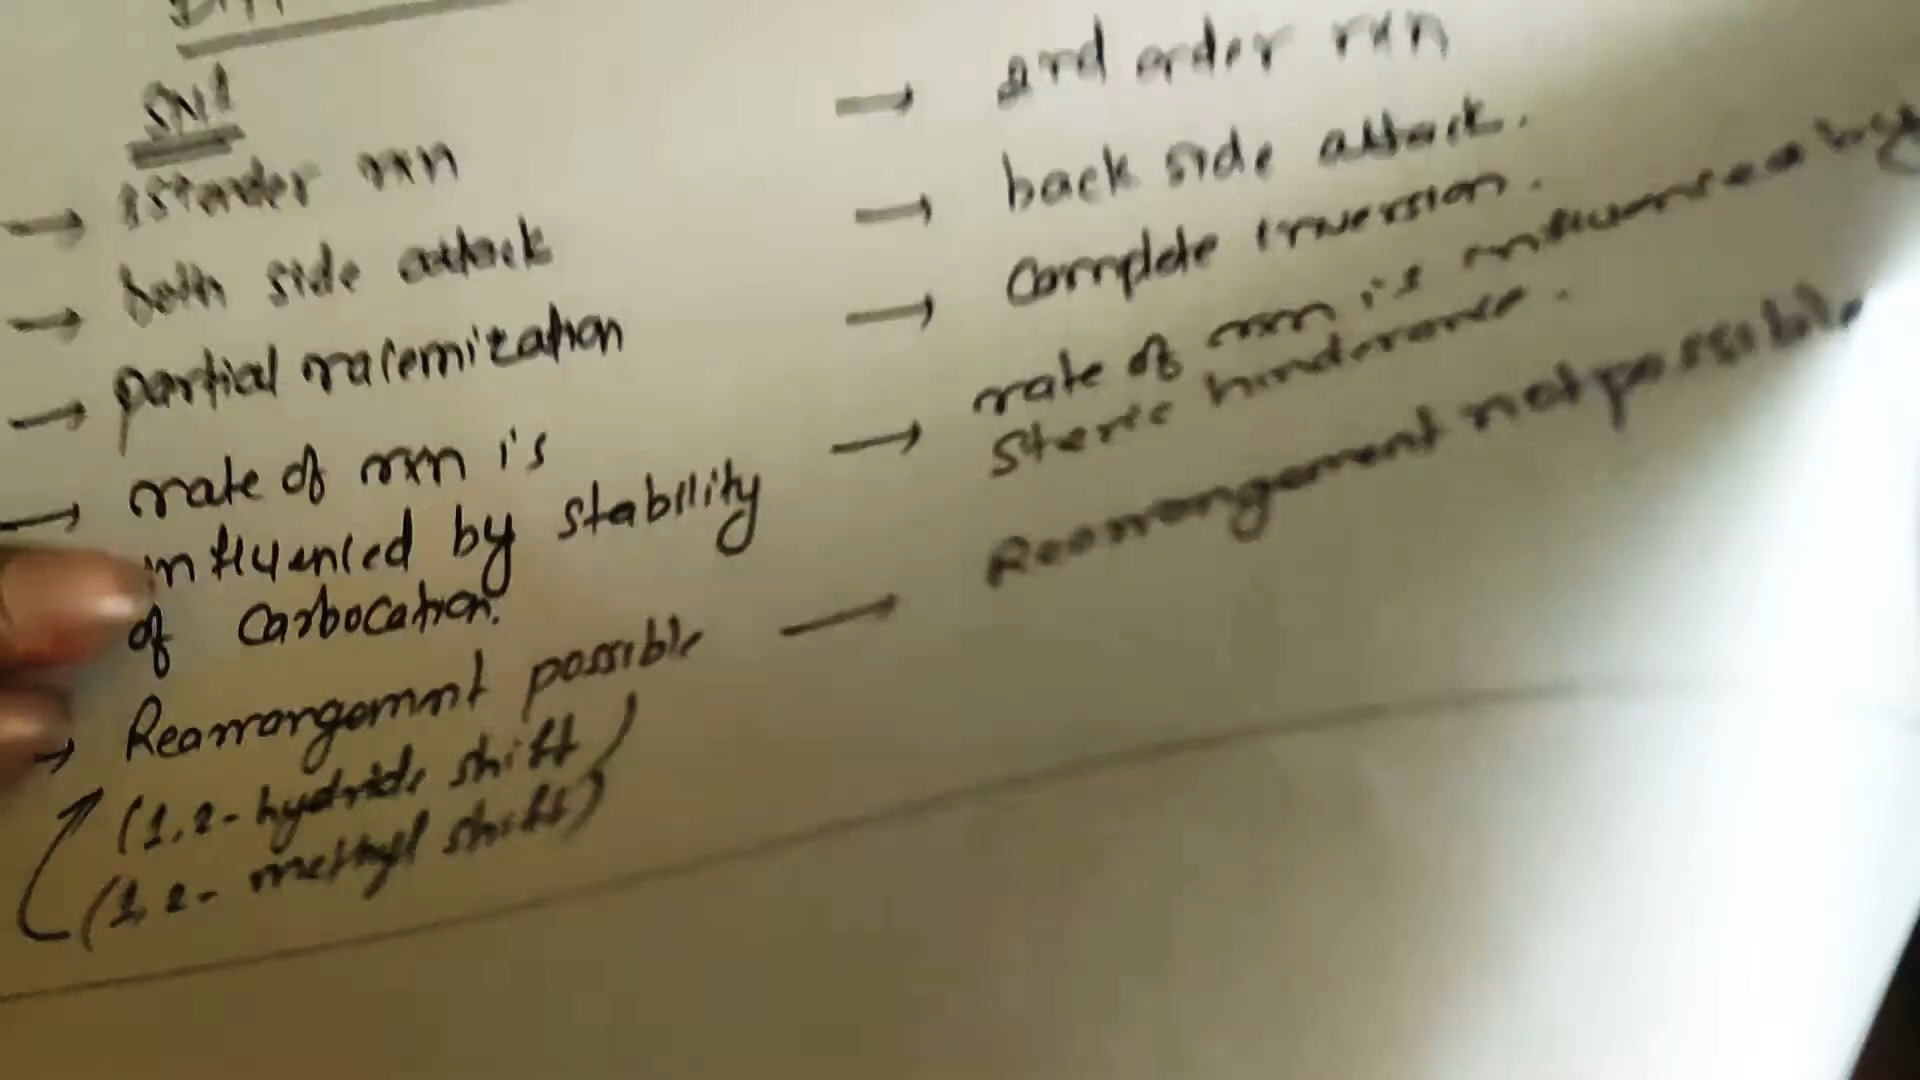 SN1
1st order rxn
both side attack
partial racemization
rate of rxn is
influenced by stability
of carbocation.
Rearrangemnt possible
(1,2-hydride shift)
(1,2- methyl shift)
2nd order rxn
back side attack.
Complete inversion.
rate of rxn is influenced by
steric hinderance.
Rearrangement not possible